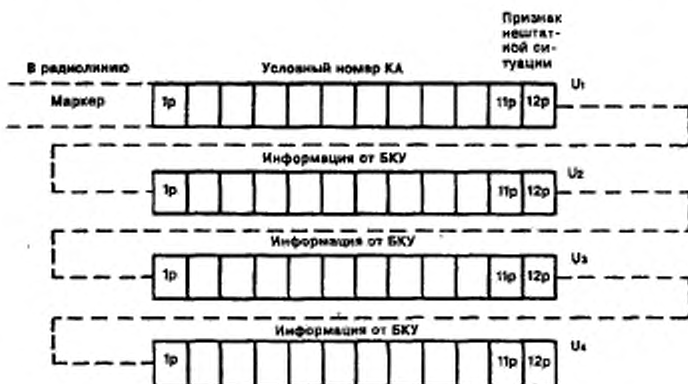 Признак
нештат-
ной си-
туации
В радиолинию
Условный номер КА
Маркер
1р 11р 12р U1
Информация от БКУ
1р 11р 12р U2
Информация от БКУ
1р 11р 12р U3
Информация от БКУ
1р 11р 12р U4